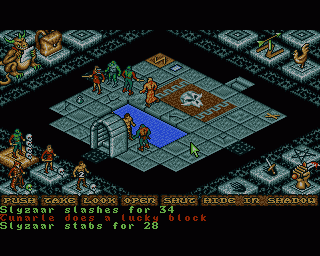 PUSH TAKE LOOK OPEN SHUT HIDE IN SHADOW
Slyzaar slashes for 34
Cunarle does a lucky block
Slyzaar stabs for 28